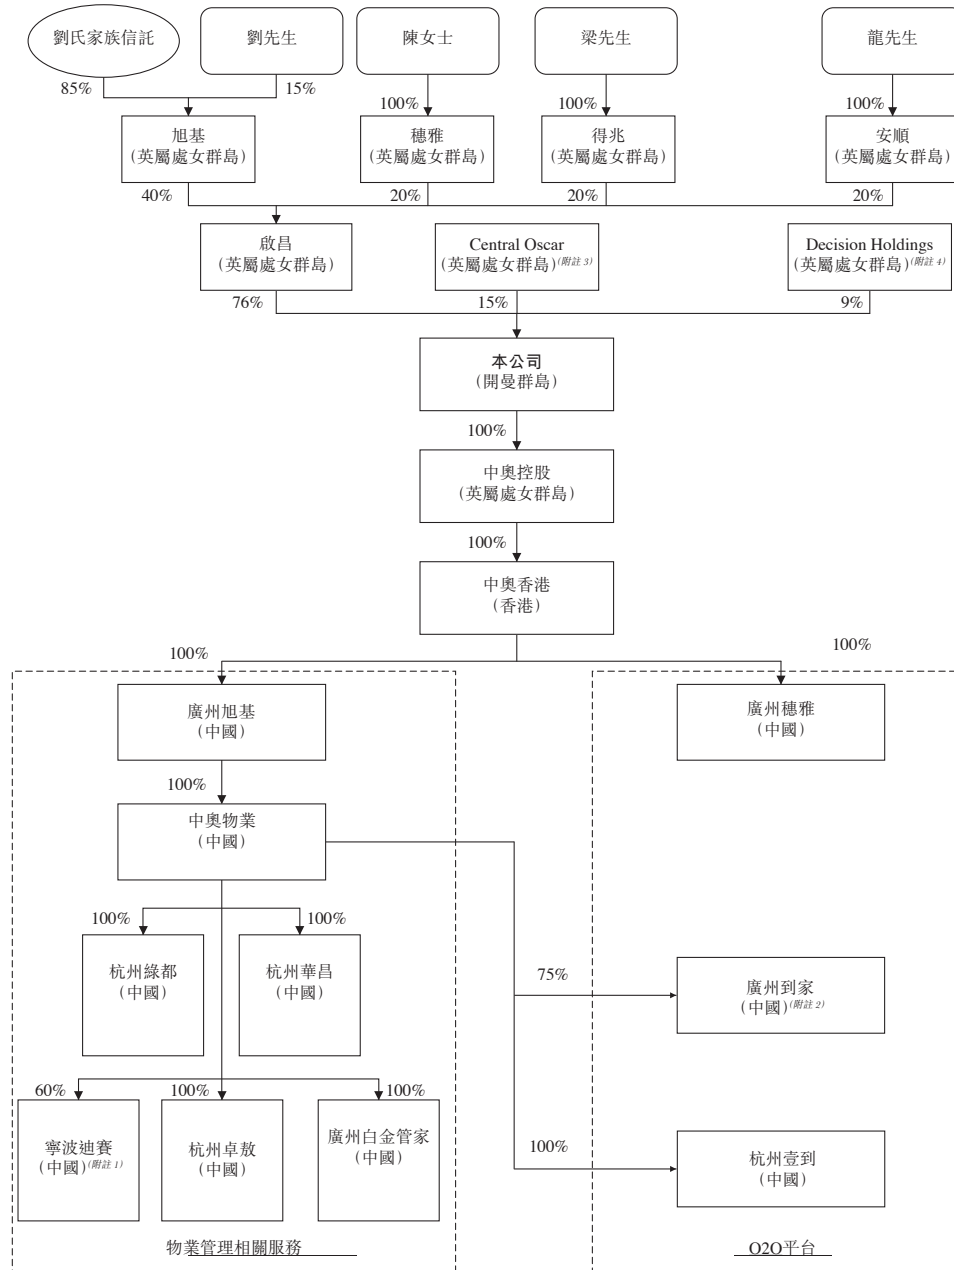 劉氏家族信託
劉先生
陳女士
梁先生
龍先生
85%
15%
100%
100%
100%
旭基
(英屬處女群島)
穗雅
(英屬處女群島)
得兆
(英屬處女群島)
安順
(英屬處女群島)
40%
20%
20%
20%
啟昌
(英屬處女群島)
Central Oscar
(英屬處女群島)(附註 3)
Decision Holdings
(英屬處女群島)(附註 4)
76%
15%
9%
本公司
(開曼群島)
100%
中奧控股
(英屬處女群島)
100%
中奧香港
(香港)
100%
100%
廣州旭基
(中國)
廣州穗雅
(中國)
100%
中奧物業
(中國)
100%
100%
杭州綠都
(中國)
杭州華昌
(中國)
75%
廣州到家
(中國)(附註 2)
60%
100%
100%
寧波迪賽
(中國)(附註 1)
杭州卓敖
(中國)
廣州白金管家
(中國)
100%
杭州壹到
(中國)
物業管理相關服務
O2O平台